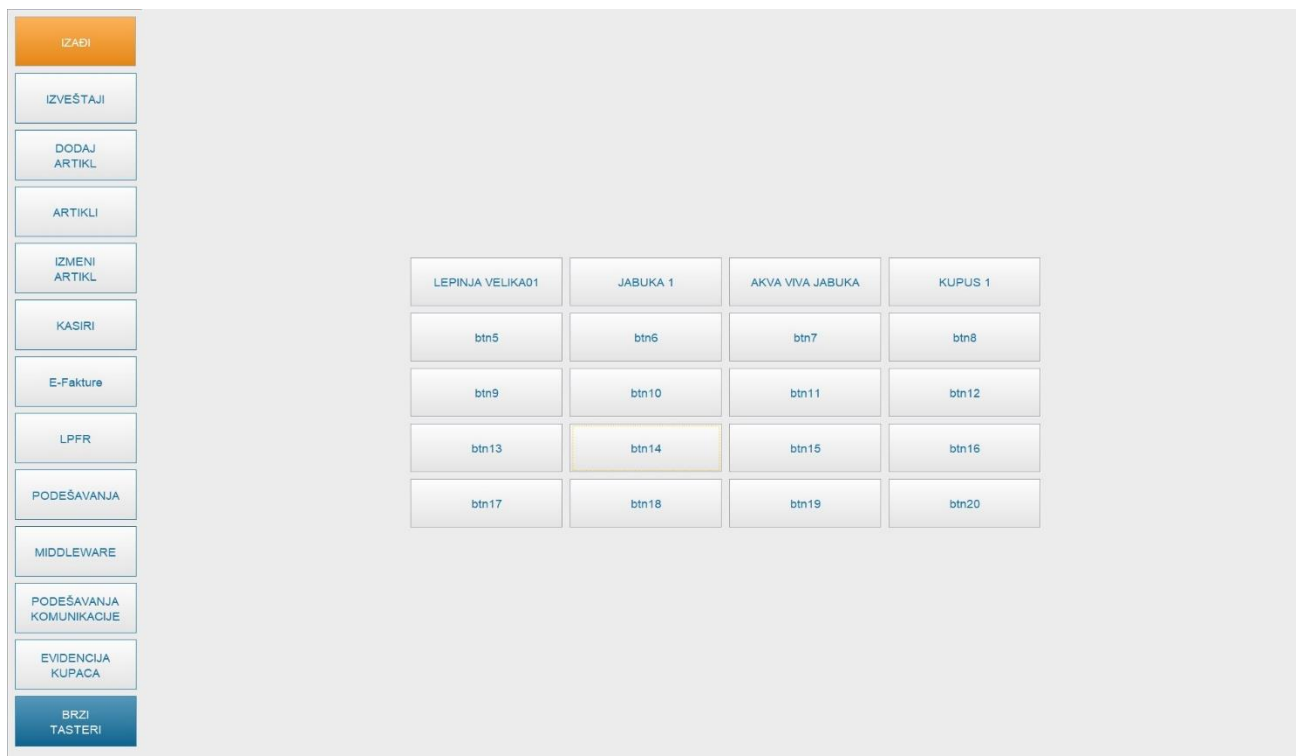 IZAĐI
IZVEŠTAJI
DODAJ
ARTIKL
ARTIKLI
IZMENI
ARTIKL
KASIRI
E-Fakture
LPFR
PODEŠAVANJA
MIDDLEWARE
PODEŠAVANJA
KOMUNIKACIJE
EVIDENCIJA
KUPACA
BRZI
TASTERI
LEPINJA VELIKA01 JABUKA 1 AKVA VIVA JABUKA KUPUS 1
btn5 btn6 btn7 btn8
btn9 btn10 btn11 btn12
btn13 btn14 btn15 btn16
btn17 btn18 btn19 btn20